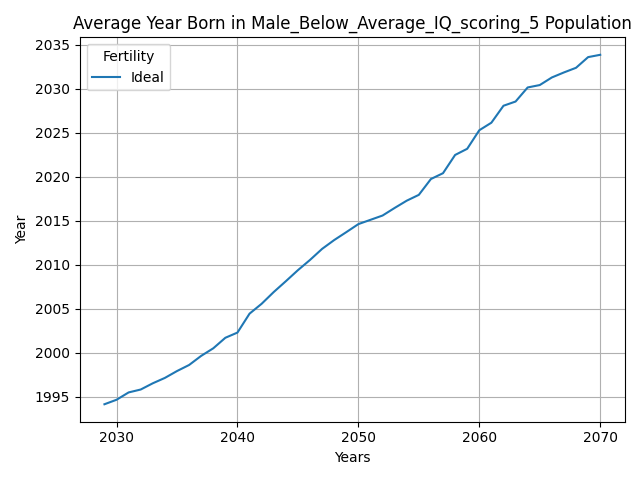 Average Year Born in Male_Below_Average_IQ_scoring_5 Population
Fertility
Ideal
2035
2030
2025
2020
2015
2010
2005
2000
1995
Year
2030 2040 2050 2060 2070
Years